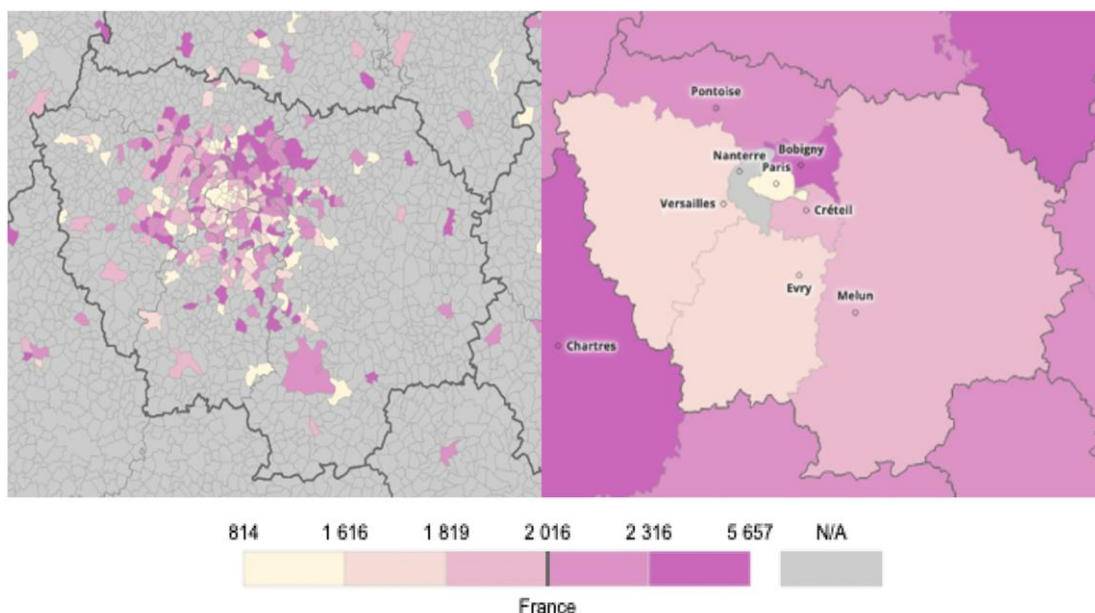 Pontoise
Nanterre
Bobigny
Paris
Versailles
Créteil
Evry
Melun
Chartres
814 1 616 1 819 2 016 2 316 5 657 N/A
France